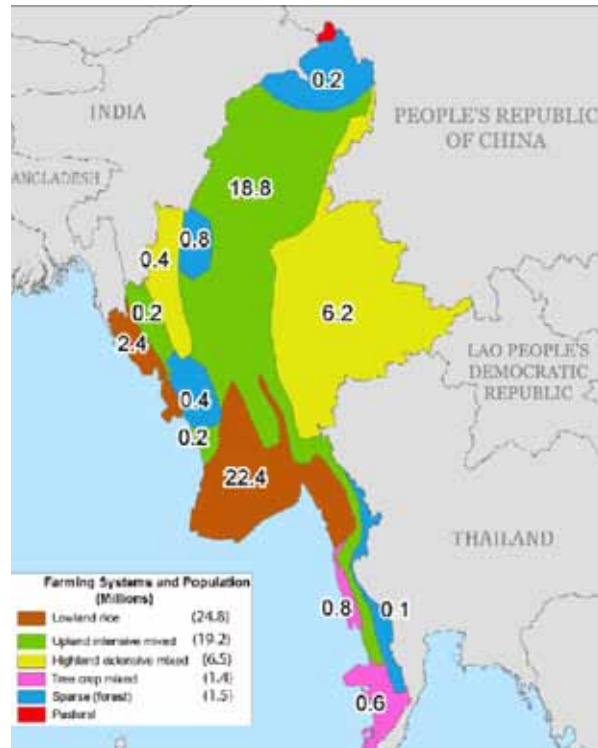 0.2
INDIA
PEOPLE'S REPUBLIC
OF CHINA
ANGLADESH
18.8
0.8
0.4
0.2
2.4
6.2
LAO PEOPLE'S
DEMOCRATIC
REPUBLIC
0.4
0.2
22.4
THAILAND
0.8
0.1
0.6
Farming Systems and Population
(Millions)
Lowland rice (24.8)
Upland intensive mixed (19.2)
Highland extensive mixed (6.5)
Tree crop mixed (1.4)
Sparse (forest) (1.5)
Pastoral